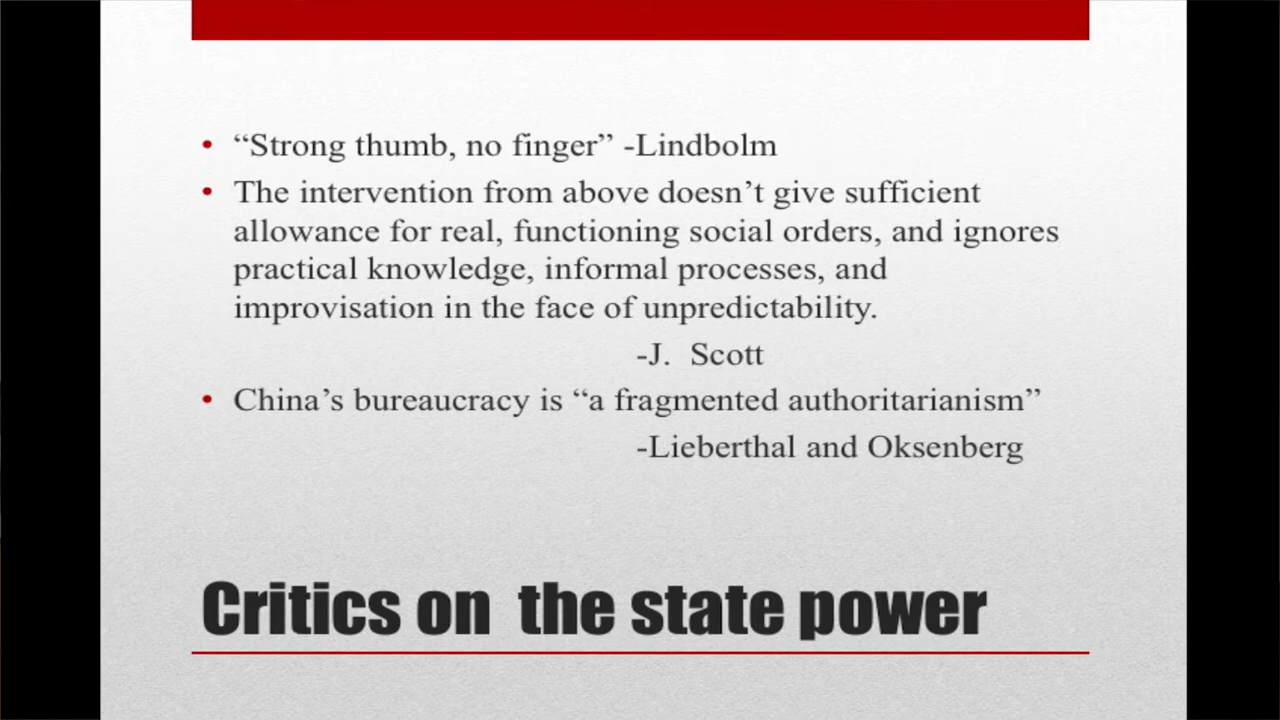 “Strong thumb, no finger” -Lindbolm
The intervention from above doesn’t give sufficient
allowance for real, functioning social orders, and ignores
practical knowledge, informal processes, and
improvisation in the face of unpredictability.
-J.  Scott
China’s bureaucracy is “a fragmented authoritarianism”
-Lieberthal and Oksenberg
Critics on  the state power